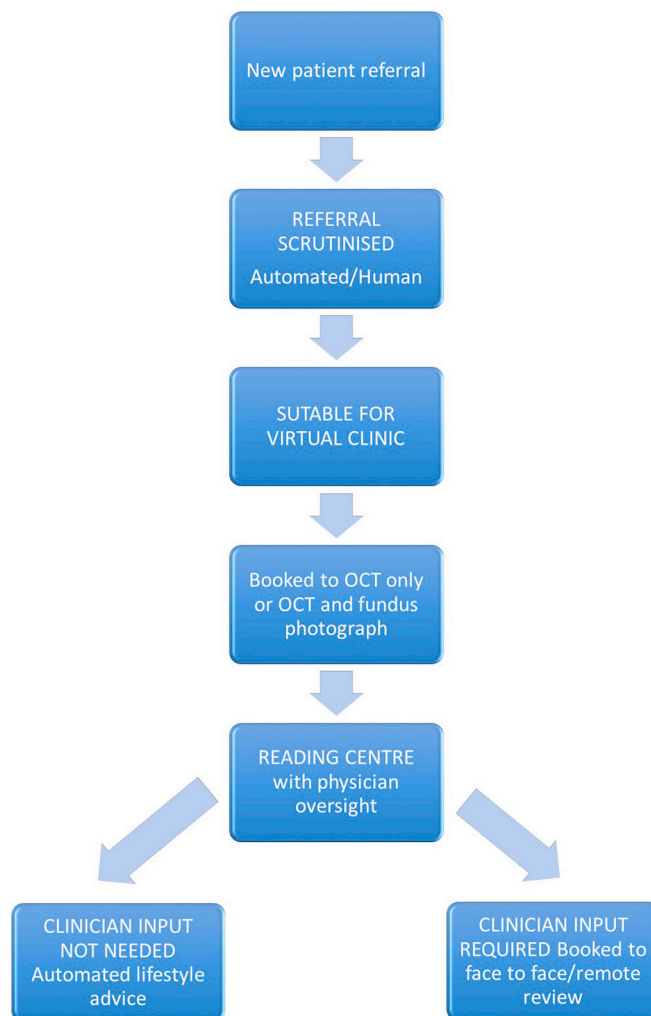 New patient referral
REFERRAL
SCRUTINISED
Automated/Human
SUTABLE FOR
VIRTUAL CLINIC
Booked to OCT only
or OCT and fundus
photograph
READING CENTRE
with physician
oversight
CLINICIAN INPUT
NOT NEEDED
Automated lifestyle
advice
CLINICIAN INPUT
REQUIRED Booked to
face to face/remote
review